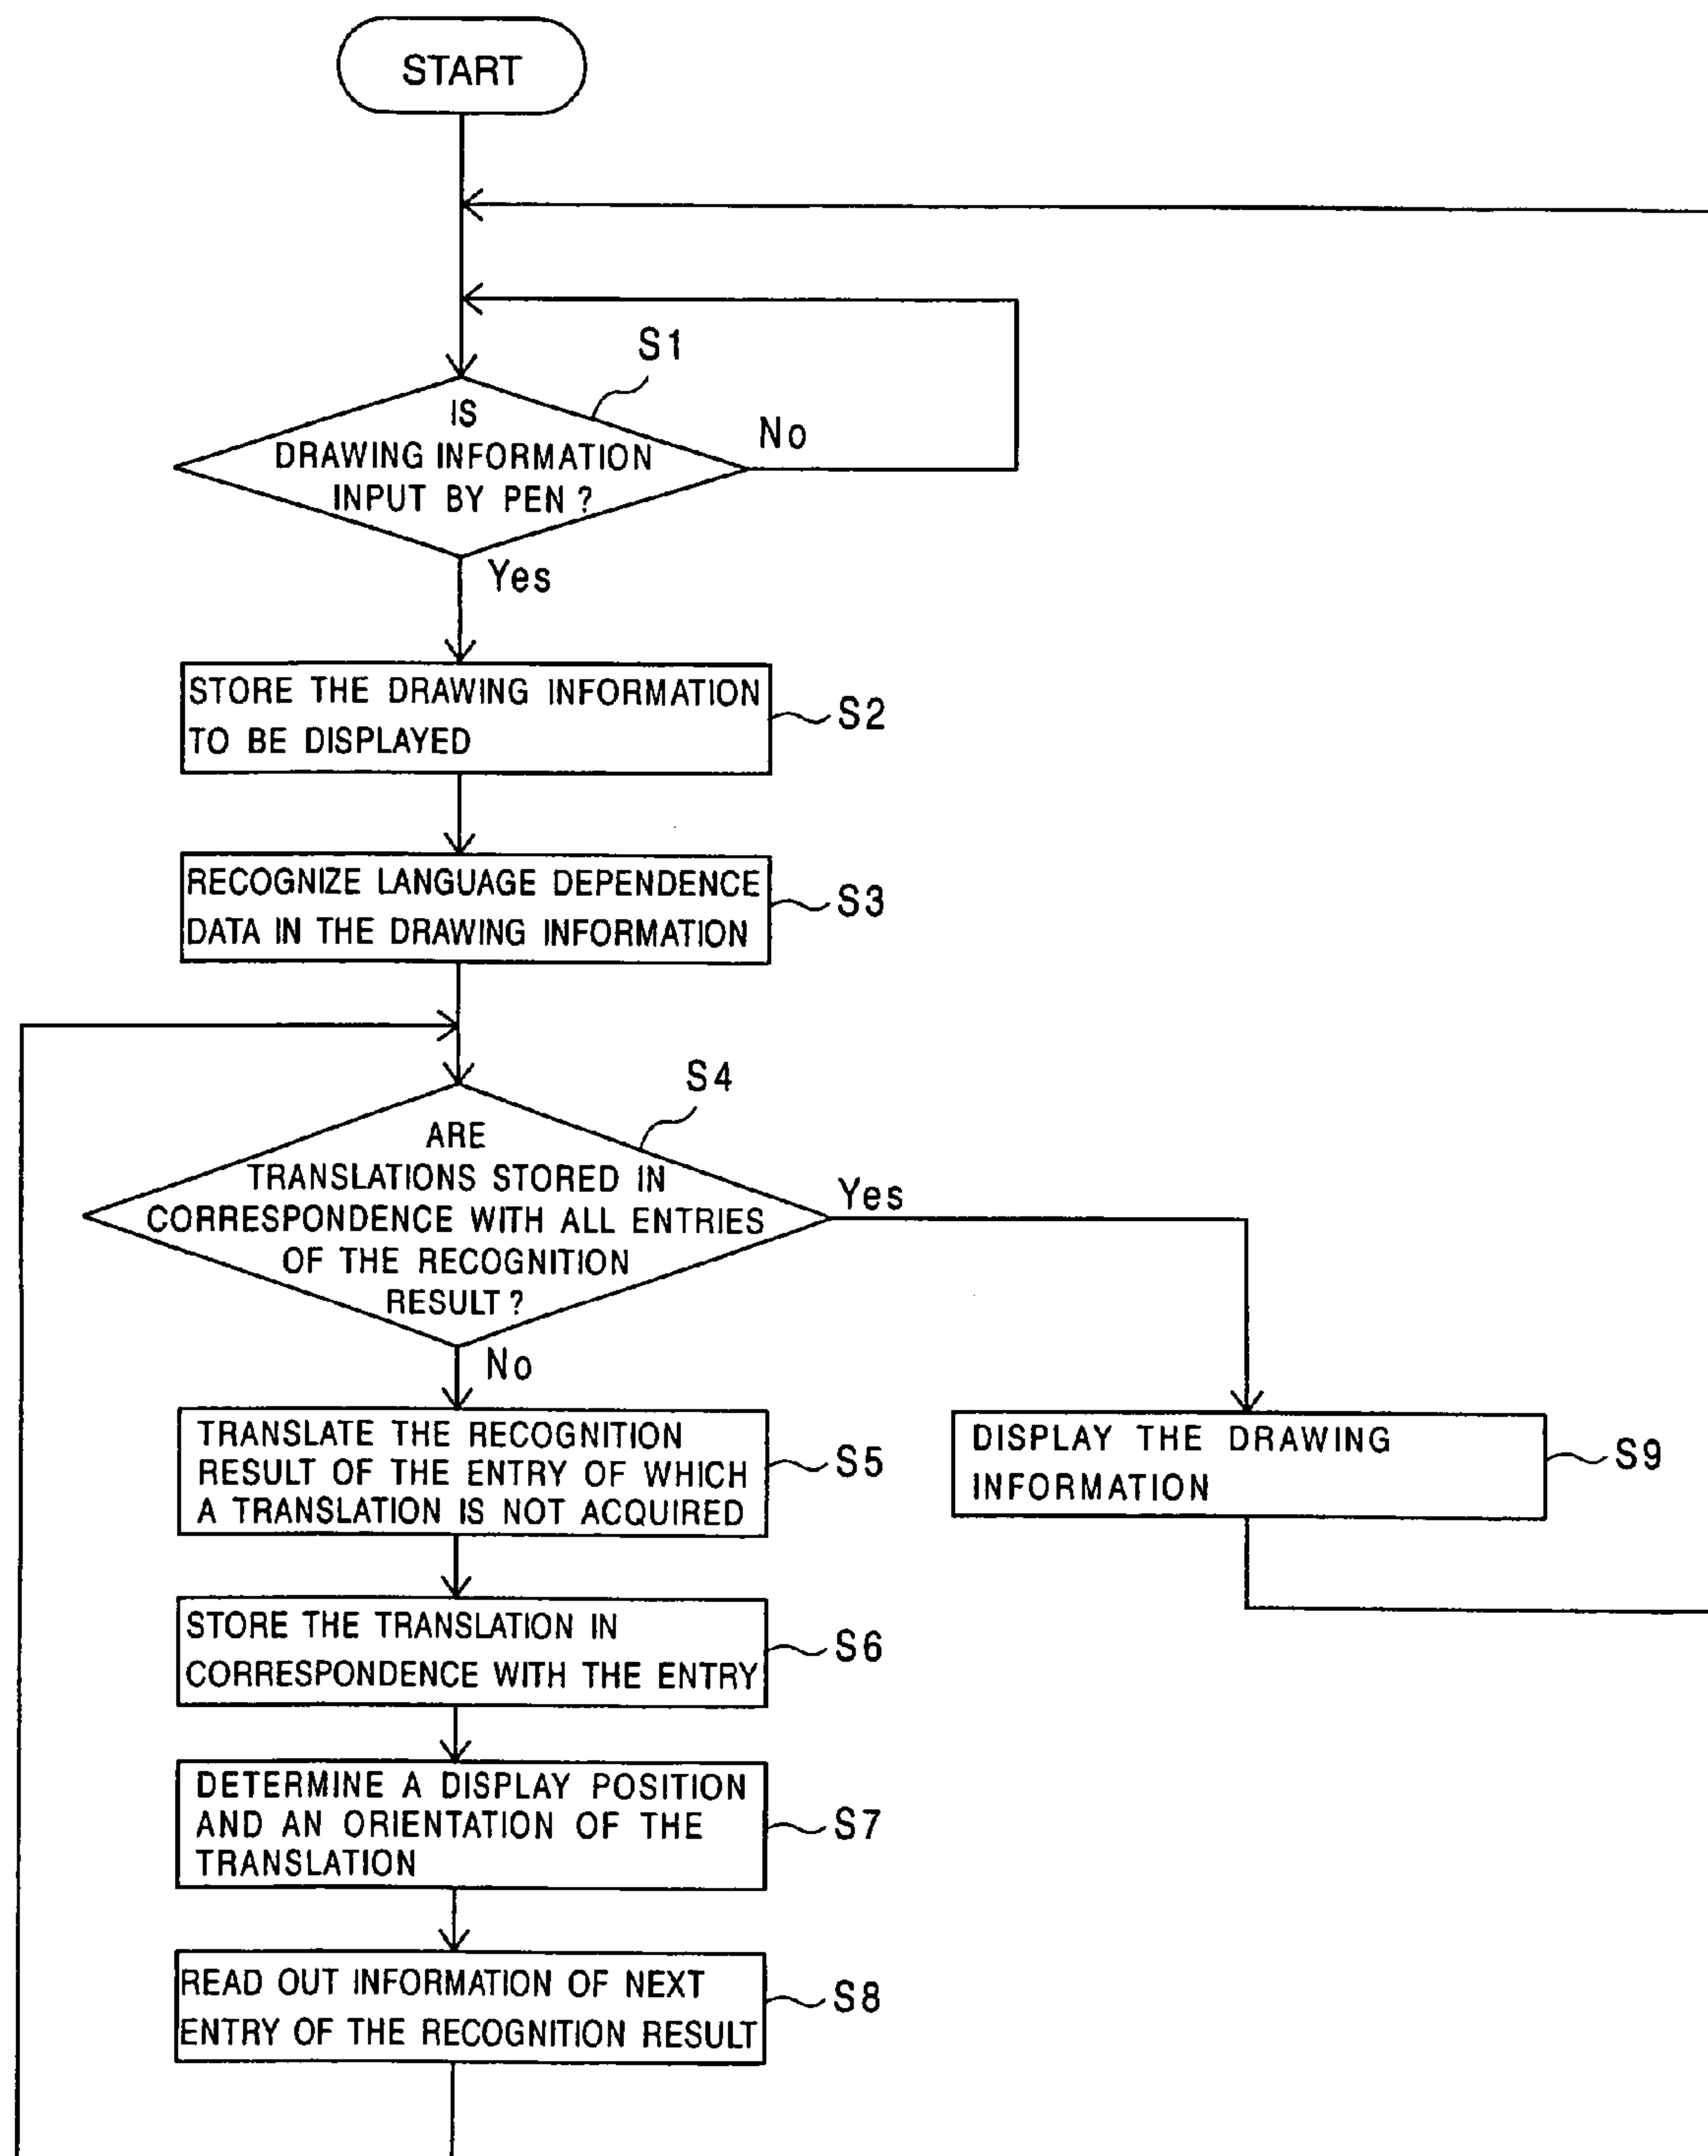 START
S1
IS
DRAWING INFORMATION
INPUT BY PEN?
No
Yes
STORE THE DRAWING INFORMATION
TO BE DISPLAYED
S2
RECOGNIZE LANGUAGE DEPENDENCE
DATA IN THE DRAWING INFORMATION
S3
S4
ARE
TRANSLATIONS STORED IN
CORRESPONDENCE WITH ALL ENTRIES
OF THE RECOGNITION
RESULT?
Yes
No
TRANSLATE THE RECOGNITION
RESULT OF THE ENTRY OF WHICH
A TRANSLATION IS NOT ACQUIRED
S5
DISPLAY THE DRAWING
INFORMATION
S9
STORE THE TRANSLATION IN
CORRESPONDENCE WITH THE ENTRY
S6
DETERMINE A DISPLAY POSITION
AND AN ORIENTATION OF THE
TRANSLATION
S7
READ OUT INFORMATION OF NEXT
ENTRY OF THE RECOGNITION RESULT
S8